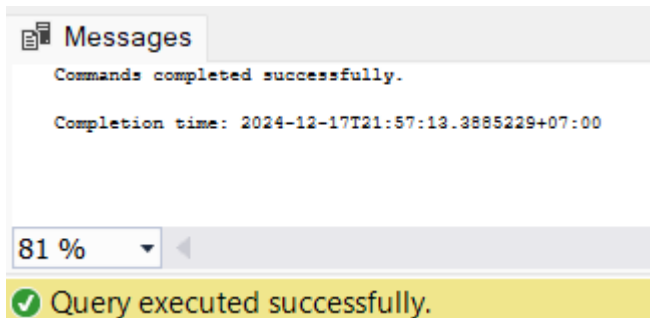 Messages
Commands completed successfully.
Completion time: 2024-12-17T21:57:13.3885229+07:00
81 %
Query executed successfully.